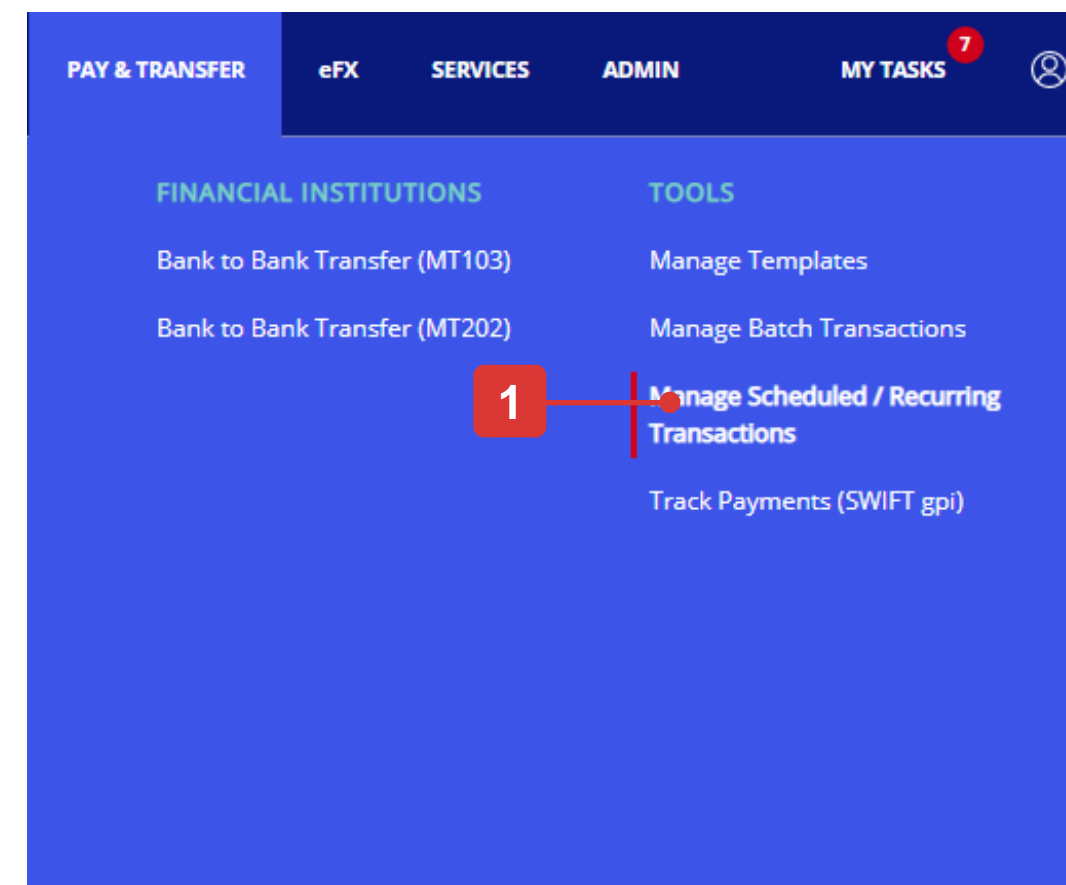 PAY & TRANSFER eFX SERVICES ADMIN MY TASKS 7
FINANCIAL INSTITUTIONS
Bank to Bank Transfer (MT103)
Bank to Bank Transfer (MT202)
TOOLS
Manage Templates
Manage Batch Transactions
1
Manage Scheduled / Recurring
Transactions
Track Payments (SWIFT gpi)